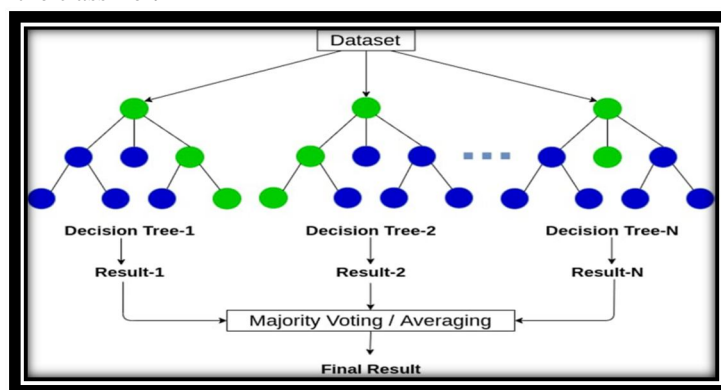 Dataset
Decision Tree-1 Decision Tree-2 Decision Tree-N
Result-1 Result-2 Result-N
Majority Voting / Averaging
Final Result